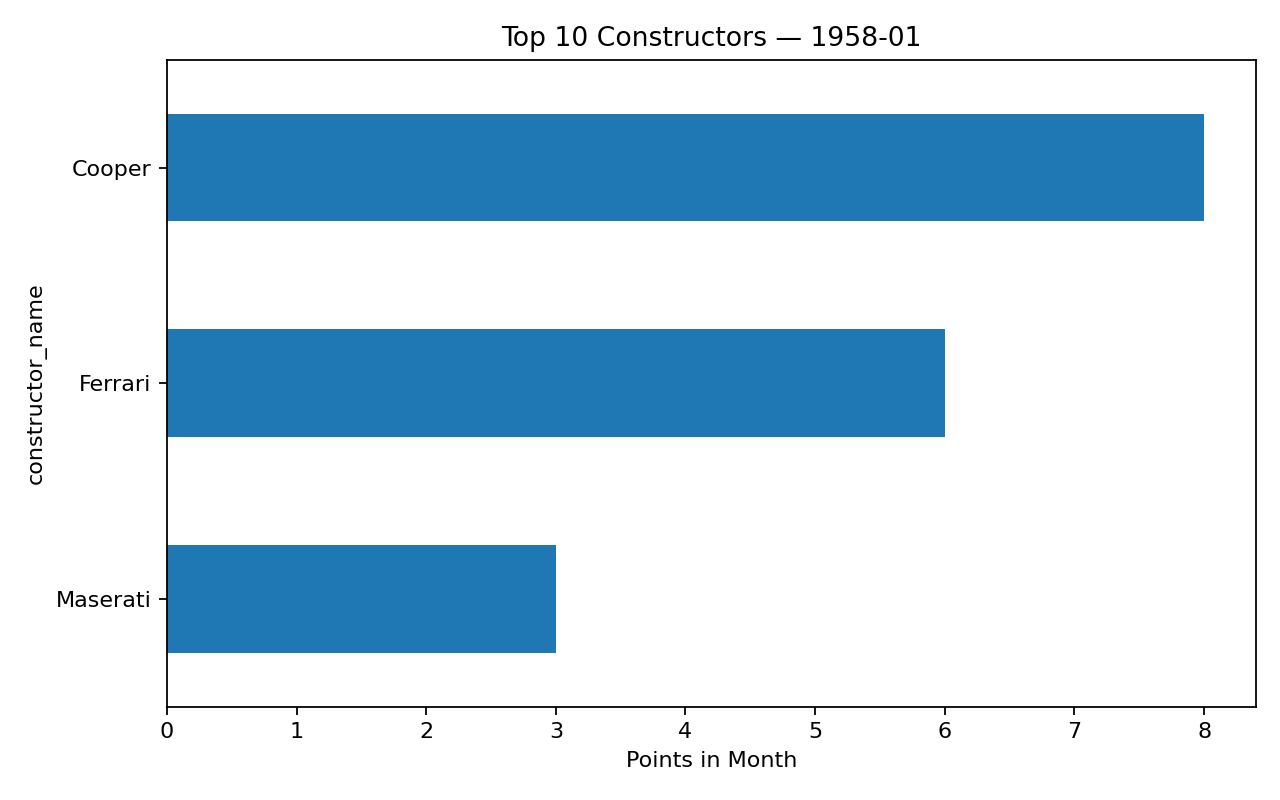 Top 10 Constructors — 1958-01
constructor_name
Cooper
Ferrari
Maserati
0 1 2 3 4 5 6 7 8
Points in Month